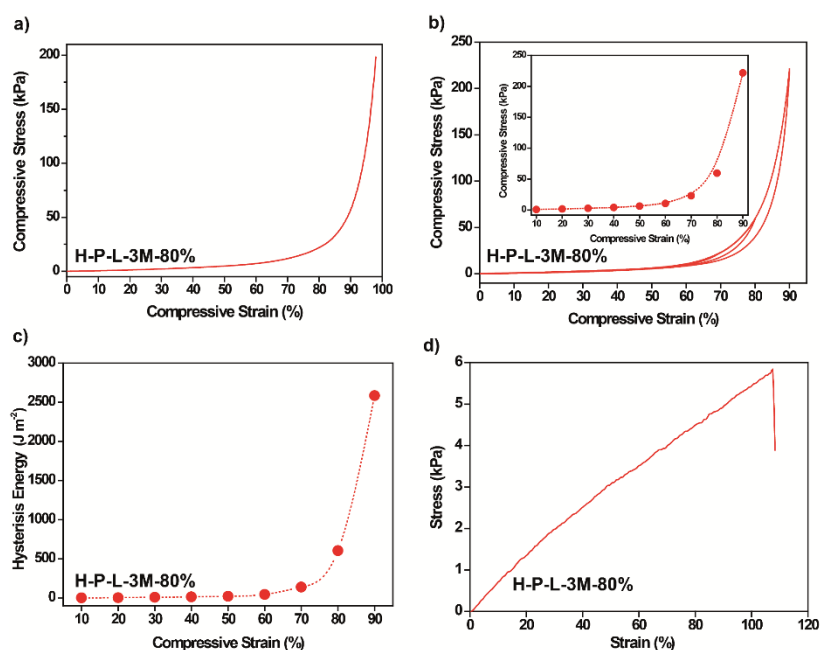 a)
200
150
100
50
0
Compressive Stress (kPa)
H-P-L-3M-80%
0 10 20 30 40 50 60 70 80 90 100
Compressive Strain (%)
b)
250
200
150
100
50
0
Compressive Stress (kPa)
250
200
150
100
50
0
Compressive Stress (kPa)
10 20 30 40 50 60 70 80 90
Compressive Strain (%)
H-P-L-3M-80%
0 10 20 30 40 50 60 70 80 90
Compressive Strain (%)
c)
3000
2500
2000
1500
1000
500
0
Hysterisis Energy (J m-2)
H-P-L-3M-80%
10 20 30 40 50 60 70 80 90
Compressive Strain (%)
d)
6
5
4
3
2
1
0
Stress (kPa)
H-P-L-3M-80%
0 20 40 60 80 100 120
Strain (%)